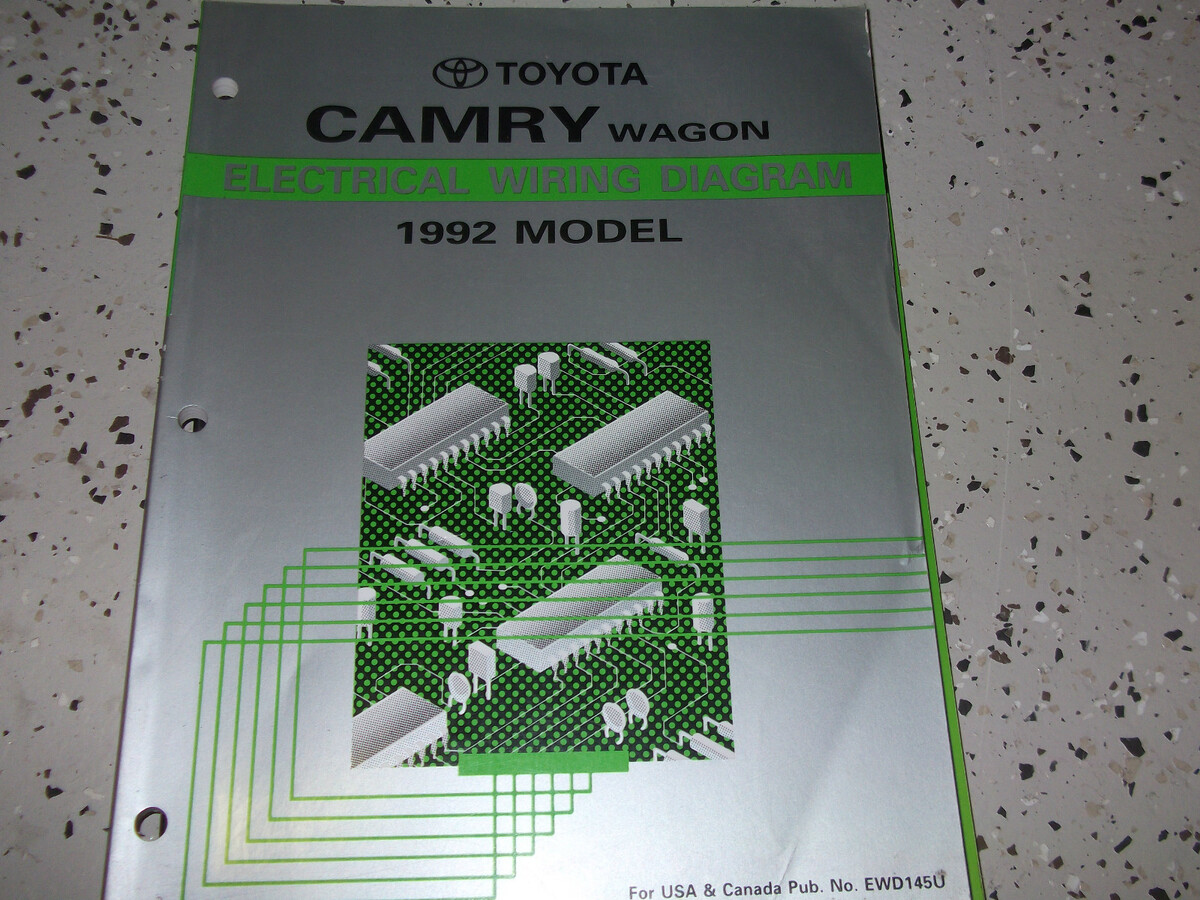 TOYOTA
CAMRY WAGON
ELECTRICAL WIRING DIAGRAM
1992 MODEL
For USA & Canada Pub. No. EWD145U